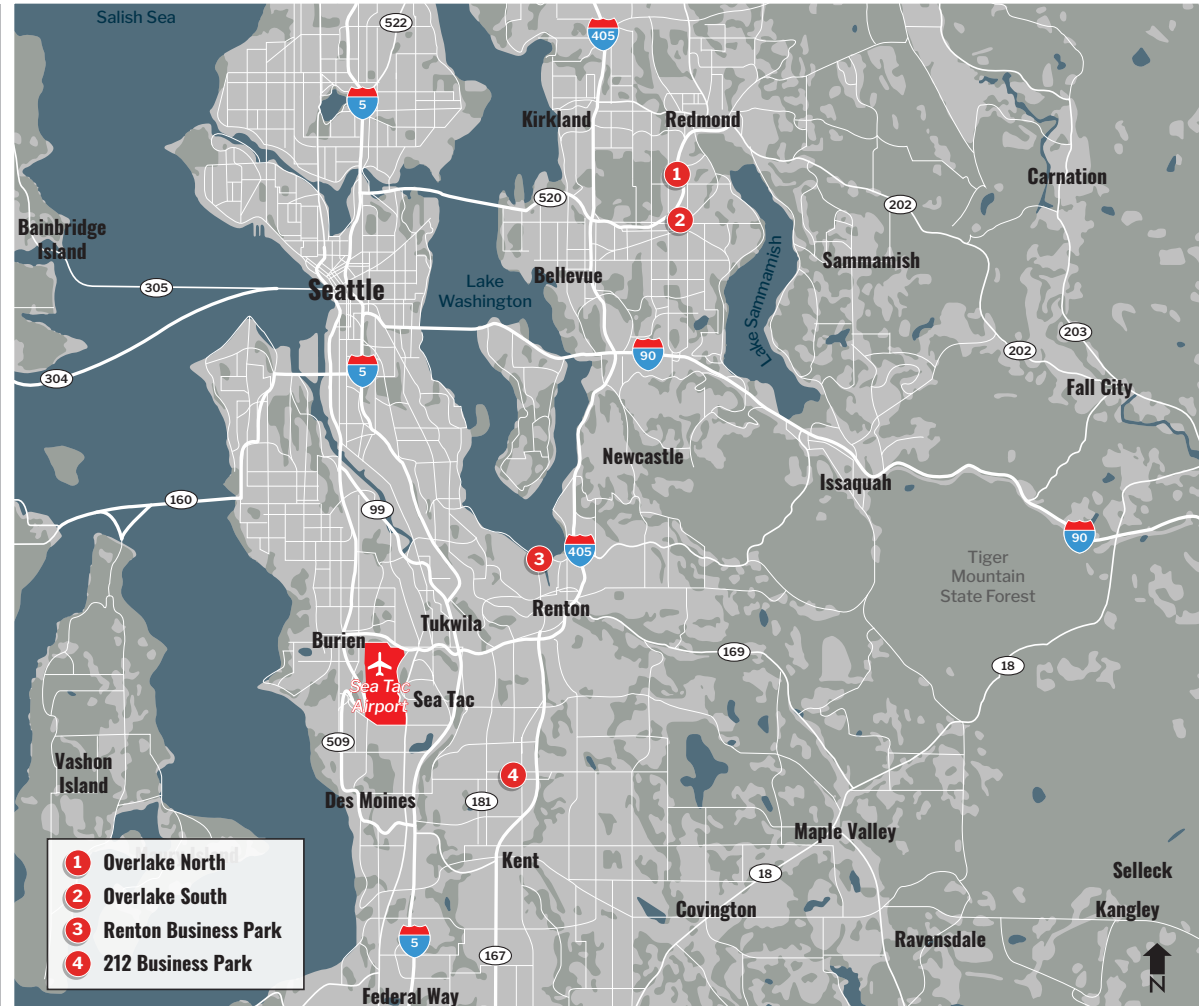 Salish Sea
522
405
5
Kirkland
Redmond
1
Carnation
520
202
2
Bainbridge
Island
Sammamish
Lake Sammamish
Bellevue
Lake
Washington
305
Seattle
203
90
202
304
5
Fall City
Newcastle
Issaquah
160
99
90
405
3
Tiger
Mountain
State Forest
Renton
Tukwila
Burien
169
18
Sea Tac
Airport
Sea Tac
509
Vashon
Island
4
181
Des Moines
Maple Valley
Kent
18
Selleck
Covington
Kangley
Ravensdale
5
167
Federal Way
N
1 Overlake North
2 Overlake South
3 Renton Business Park
4 212 Business Park